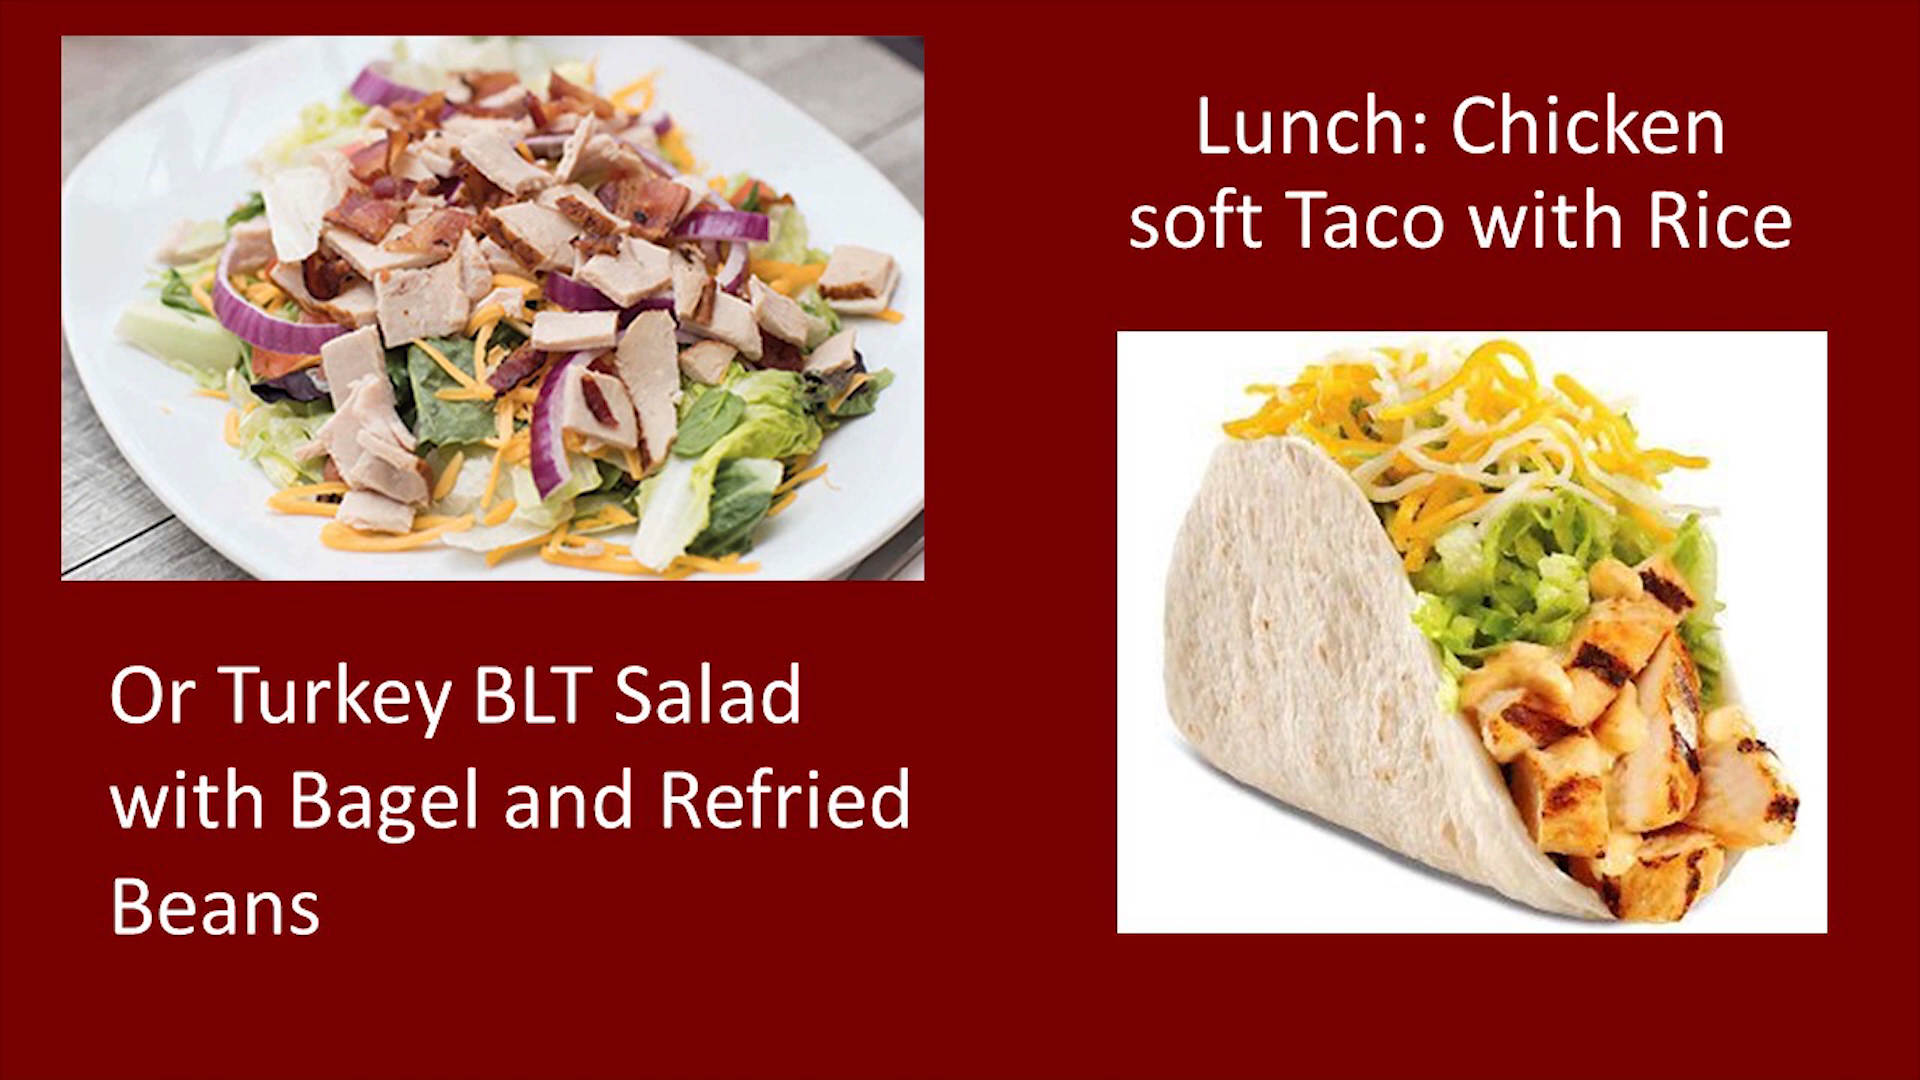 Lunch: Chicken
soft Taco with Rice
Or Turkey BLT Salad
with Bagel and Refried
Beans